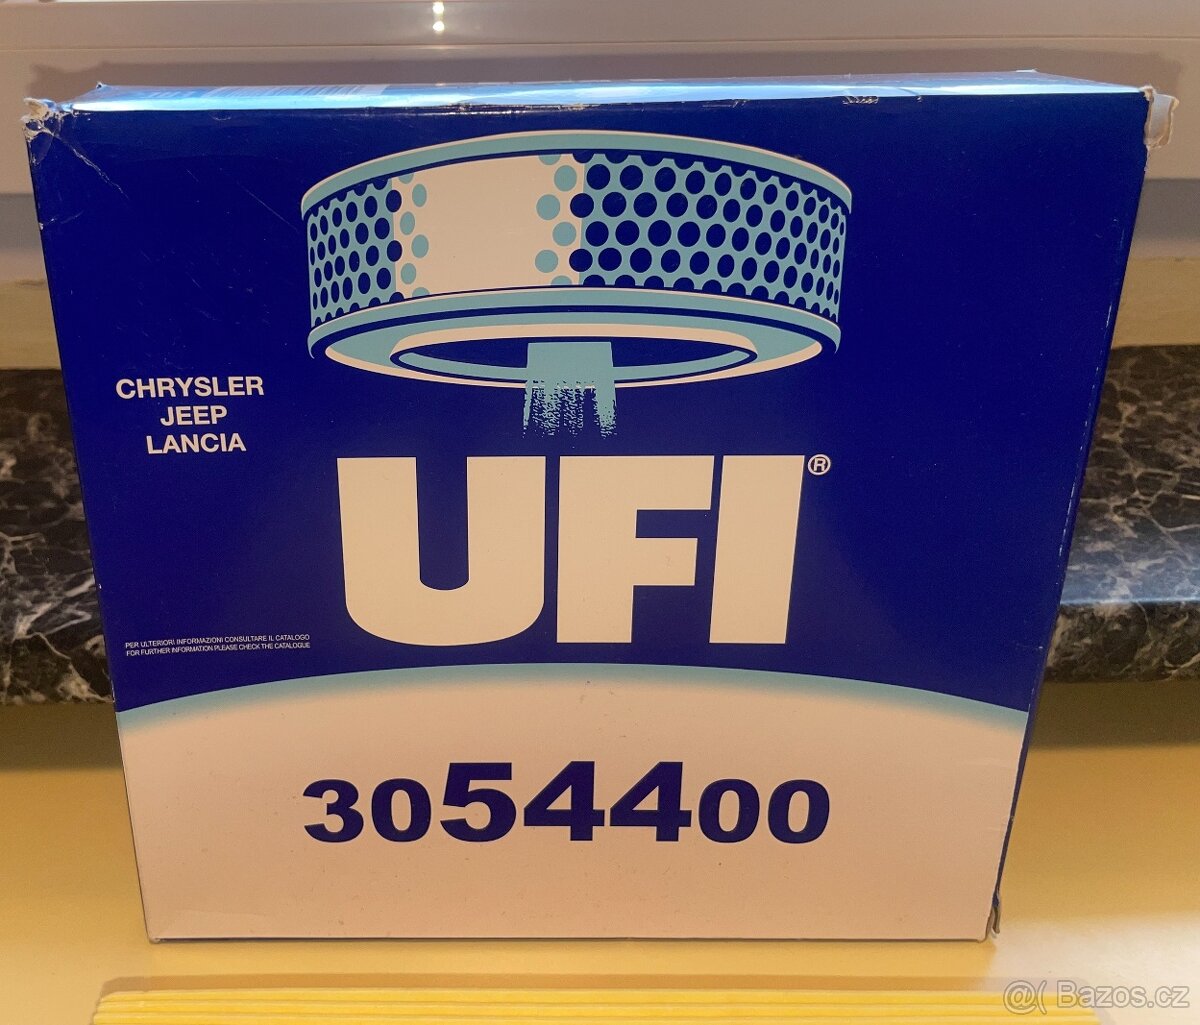 CHRYSLER
JEEP
LANCIA
UFI®
PER ULTERIORI INFORMAZIONI CONSULTARE IL CATALOGO
FOR FURTHER INFORMATION PLEASE CHECK THE CATALOGUE
3054400
@( Bazos.cz